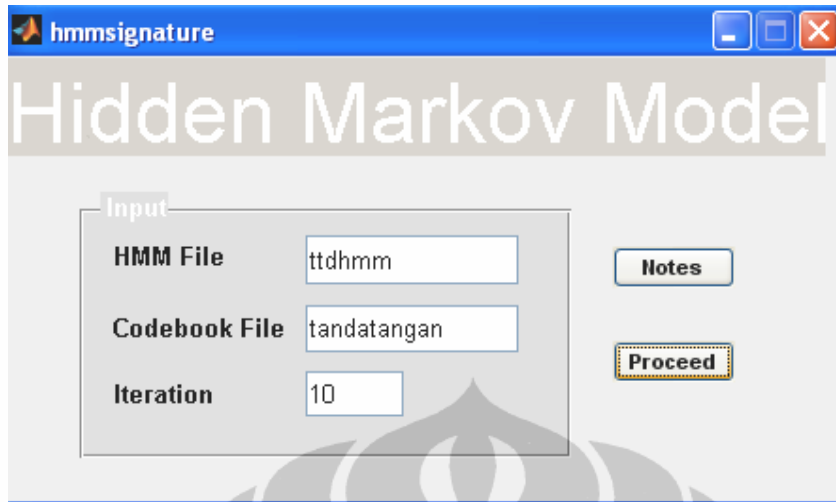 hmmsignature
Hidden Markov Model
Input
HMM File ttdhmm
Notes
Codebook File tandatangan
Proceed
Iteration 10